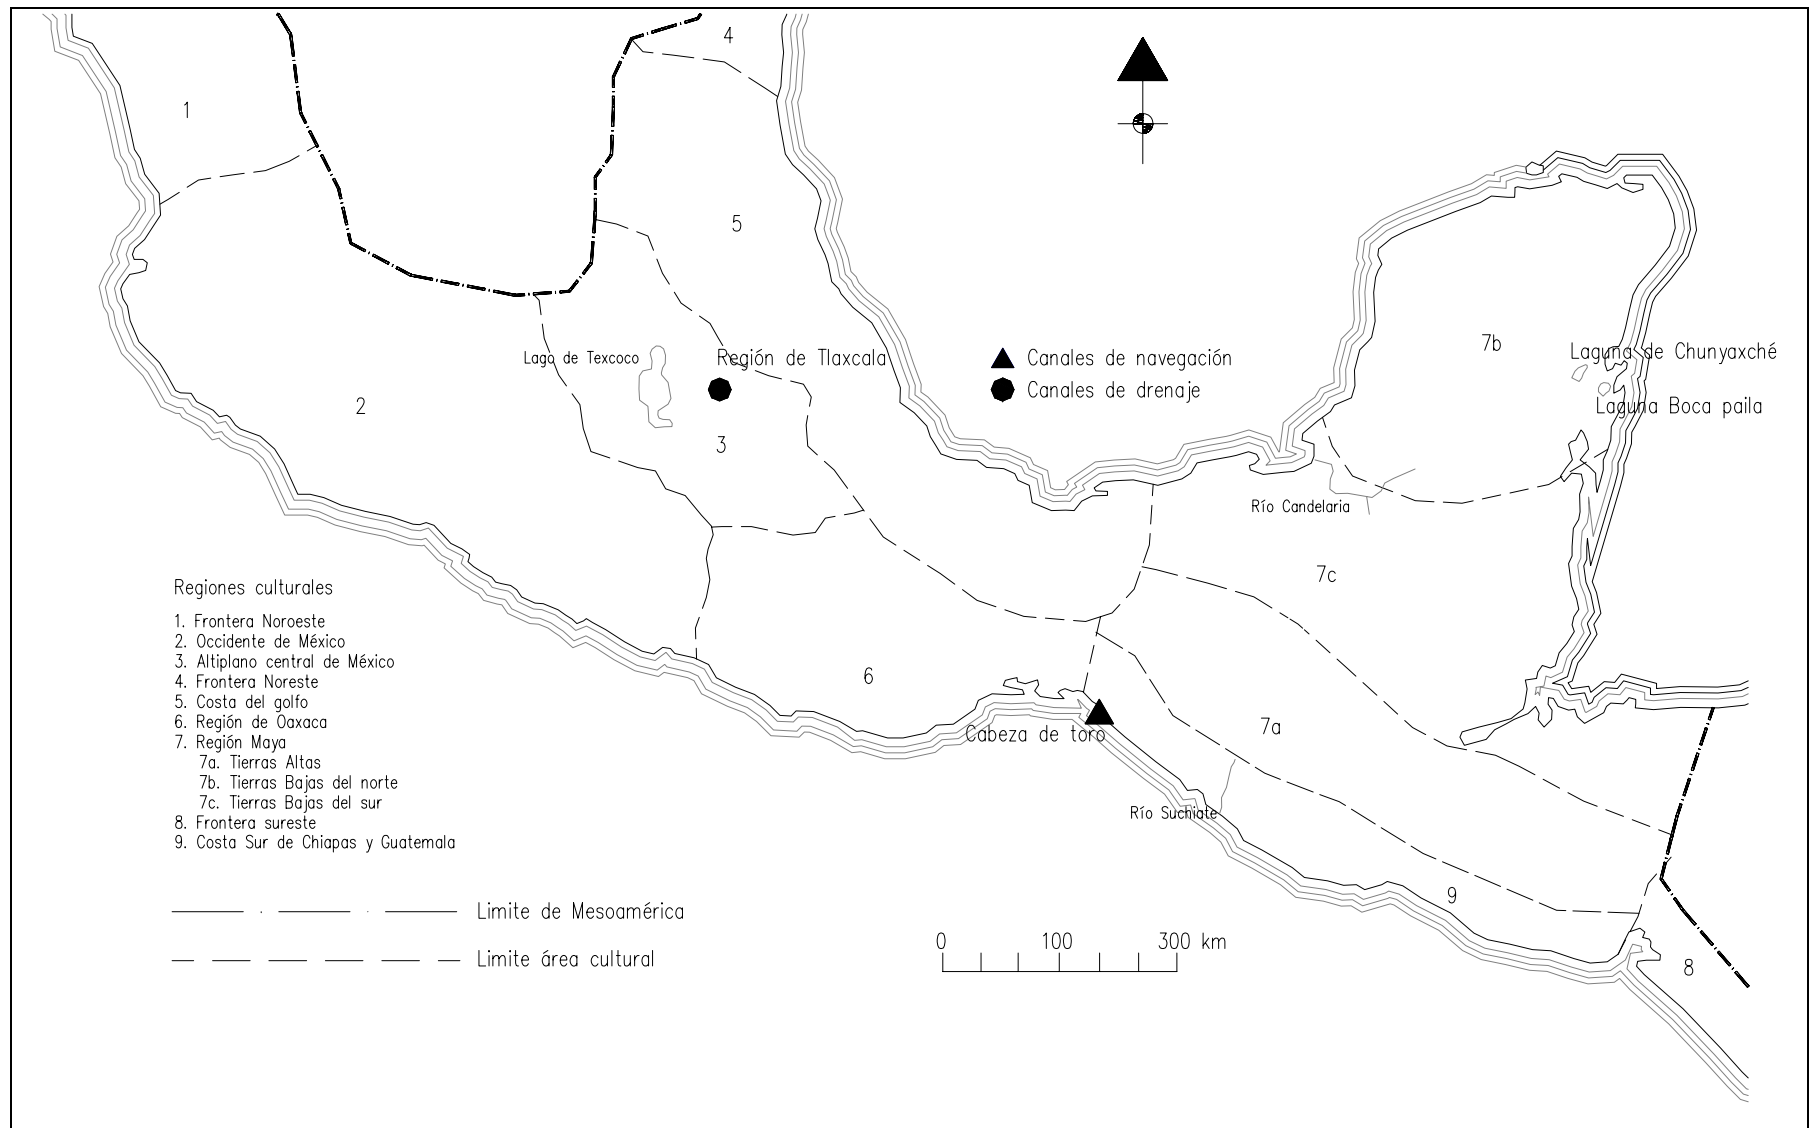 4
1
5
7b
Lago de Texcoco
Región de Tlaxcala
Canales de navegación
Canales de drenaje
Laguna de Chunyaxché
Laguna Boca paila
2
3
Río Candelaria
7c
Regiones culturales
1. Frontera Noroeste
2. Occidente de México
3. Altiplano central de México
4. Frontera Noreste
5. Costa del golfo
6. Región de Oaxaca
7. Región Maya
7a. Tierras Altas
7b. Tierras Bajas del norte
7c. Tierras Bajas del sur
8. Frontera sureste
9. Costa Sur de Chiapas y Guatemala
6
Cabeza de toro
7a
Río Suchiate
9
8
Limite de Mesoamérica
Limite área cultural
0 100 300 km